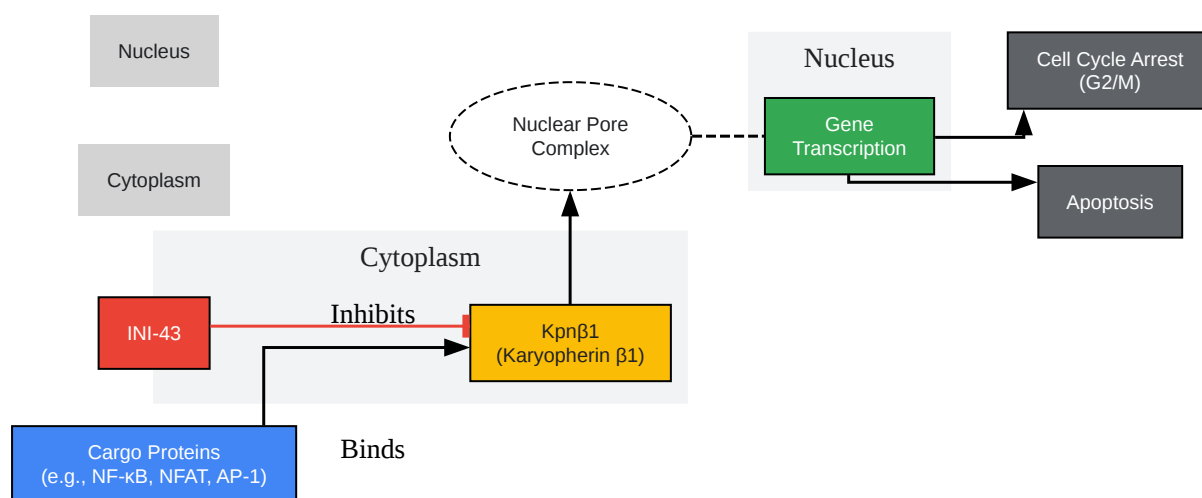 Nucleus
Cytoplasm
Nuclear Pore
Complex
Nucleus
Gene
Transcription
Cell Cycle Arrest
(G2/M)
Apoptosis
Cytoplasm
INI-43
Inhibits
Kpnβ1
(Karyopherin β1)
Cargo Proteins
(e.g., NF-κB, NFAT, AP-1)
Binds